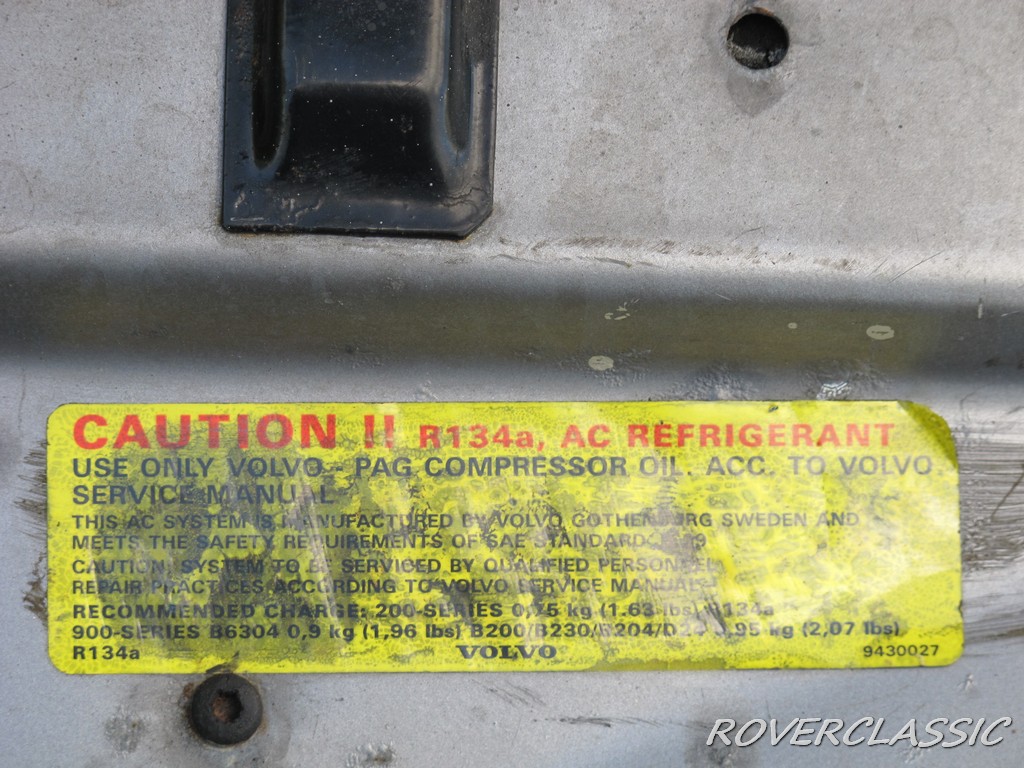 CAUTION !! R134a, AC REFRIGERANT
USE ONLY VOLVO - PAG COMPRESSOR OIL. ACC. TO VOLVO
SERVICE MANUAL
THIS AC SYSTEM IS MANUFACTURED BY VOLVO GOTHENBURG SWEDEN AND
MEETS THE SAFETY REQUIREMENTS OF SAE STANDARD
CAUTION: SYSTEM TO BE SERVICED BY QUALIFIED PERSONEL
REPAIR PRACTICES ACCORDING TO VOLVO SERVICE MANUAL
RECOMMENDED CHARGE: 200-SERIES 0,75 kg (1.63 lbs) R134a
900-SERIES B6304 0,9 kg (1,96 lbs) B200/B230/B204/D24 0,95 kg (2,07 lbs)
R134a VOLVO 9430027
ROVERCLASSIC